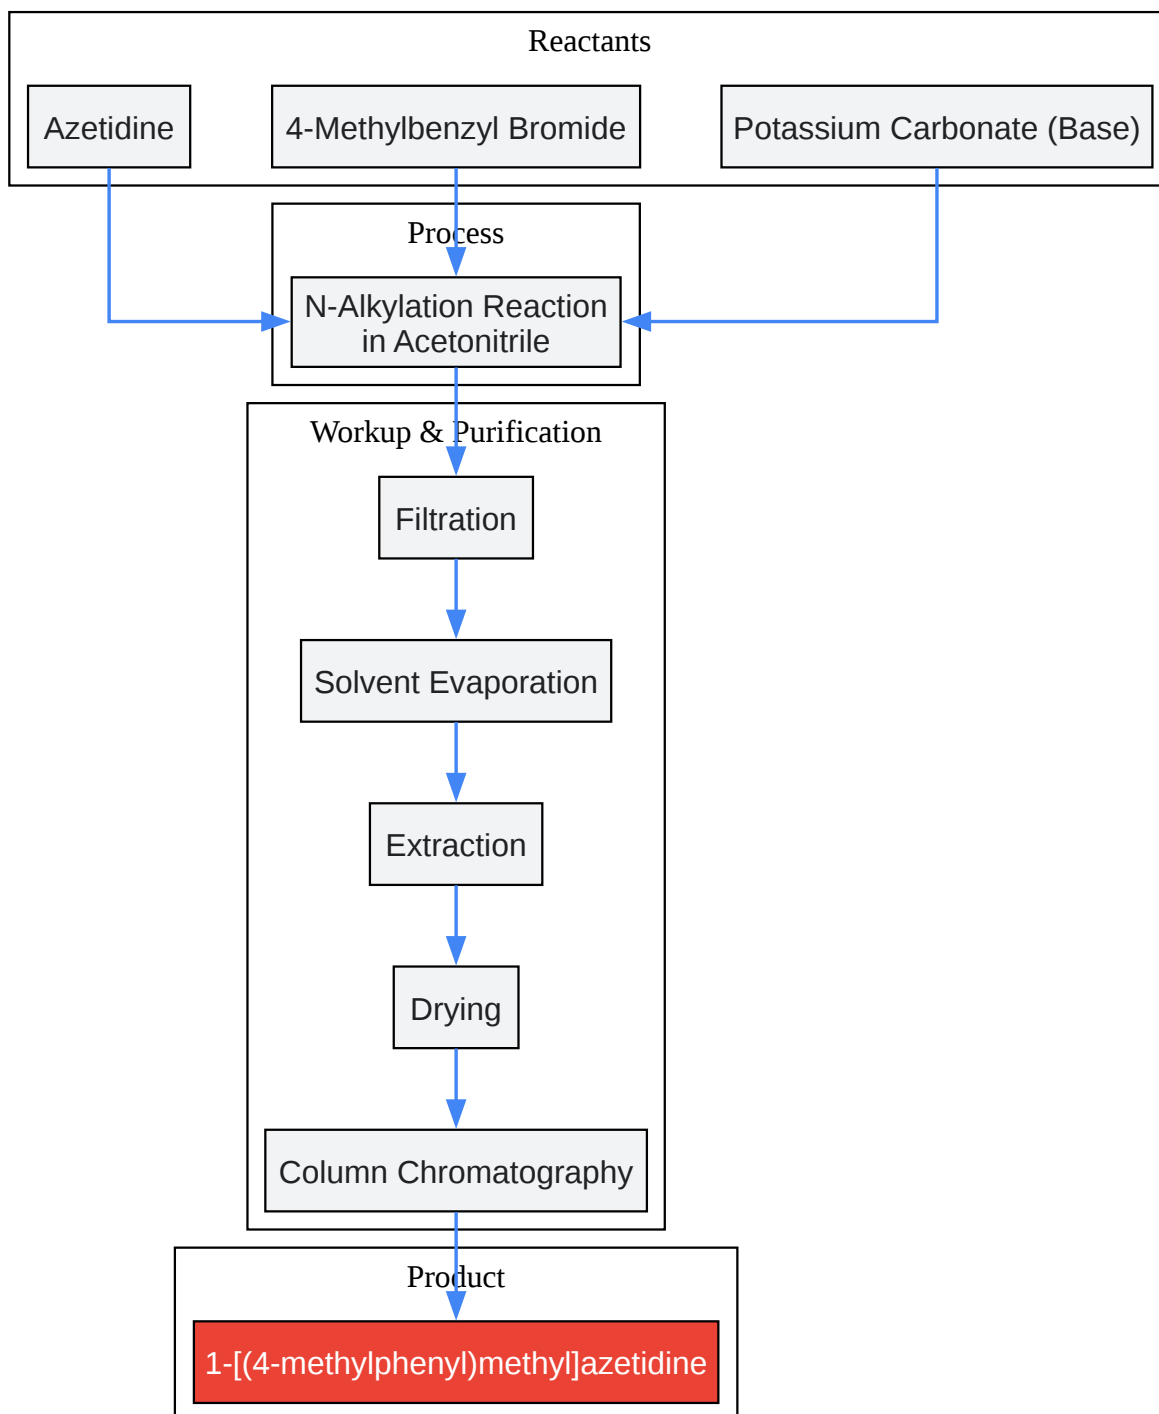 Reactants
Azetidine
4-Methylbenzyl Bromide
Potassium Carbonate (Base)
Process
N-Alkylation Reaction
in Acetonitrile
Workup & Purification
Filtration
Solvent Evaporation
Extraction
Drying
Column Chromatography
Product
1-[(4-methylphenyl)methyl]azetidine